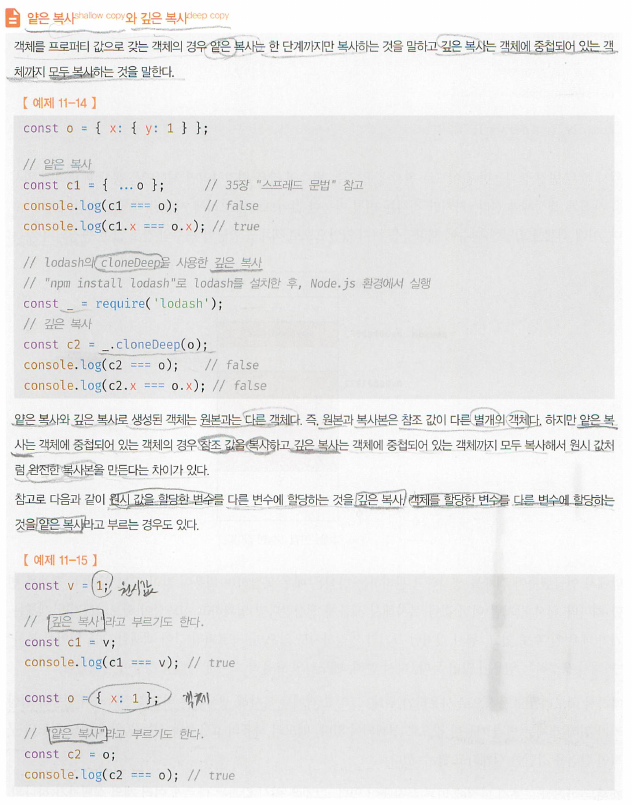 얕은 복사shallow copy와 깊은 복사deep copy
객체를 프로퍼티 값으로 갖는 객체의 경우 얕은 복사는 한 단계까지만 복사하는 것을 말하고 깊은 복사는 객체에 중첩되어 있는 객
체까지 모두 복사하는 것을 말한다.
【 예제 11-14 】
const o = { x: { y: 1 } };
// 얕은 복사
const c1 = { ...o }; // 35장 "스프레드 문법" 참고
console.log(c1 === o); // false
console.log(c1.x === o.x); // true
// lodash의 cloneDeep을 사용한 깊은 복사
// "npm install lodash"로 lodash를 설치한 후, Node.js 환경에서 실행
const _ = require('lodash');
// 깊은 복사
const c2 = _.cloneDeep(o);
console.log(c2 === o); // false
console.log(c2.x === o.x); // false
얕은 복사와 깊은 복사로 생성된 객체는 원본과는 다른 객체다. 즉, 원본과 복사본은 참조 값이 다른 별개의 객체다. 하지만 얕은 복
사는 객체에 중첩되어 있는 객체의 경우 참조 값을 복사하고 깊은 복사는 객체에 중첩되어 있는 객체까지 모두 복사해서 원시 값처
럼 완전한 복사본을 만든다는 차이가 있다.
참고로 다음과 같이 원시 값을 할당한 변수를 다른 변수에 할당하는 것을 깊은 복사, 객체를 할당한 변수를 다른 변수에 할당하는
것을 얕은 복사라고 부르는 경우도 있다.
【 예제 11-15 】
const v = 1; 원시값
// "깊은 복사"라고 부르기도 한다.
const c1 = v;
console.log(c1 === v); // true
const o = { x: 1 }; 객체
// "얕은 복사"라고 부르기도 한다.
const c2 = o;
console.log(c2 === o); // true